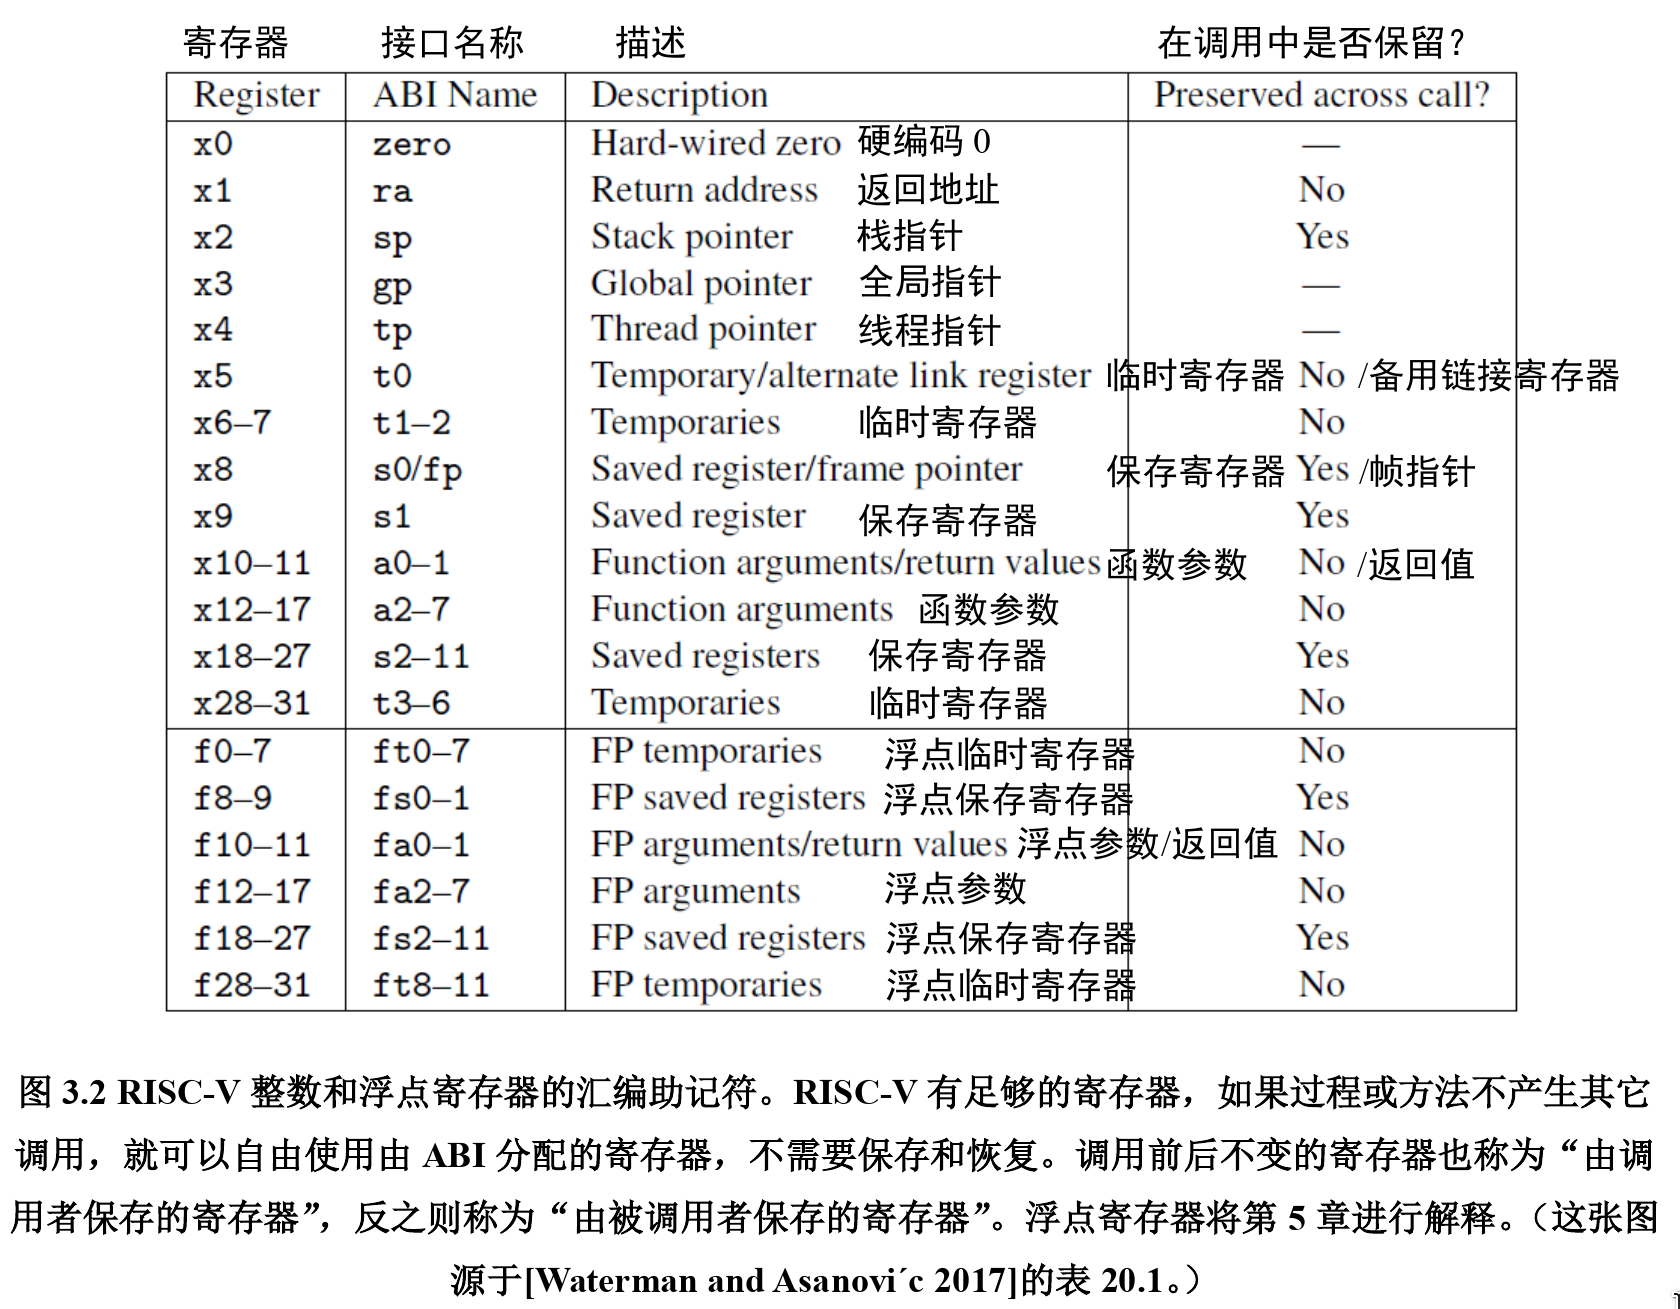 寄存器 接口名称 描述 在调用中是否保留？
Register ABI Name Description Preserved across call?
x0 zero Hard-wired zero 硬编码 0 —
x1 ra Return address 返回地址 No
x2 sp Stack pointer 栈指针 Yes
x3 gp Global pointer 全局指针 —
x4 tp Thread pointer 线程指针 —
x5 t0 Temporary/alternate link register 临时寄存器 No /备用链接寄存器
x6–7 t1–2 Temporaries 临时寄存器 No
x8 s0/fp Saved register/frame pointer 保存寄存器 Yes /帧指针
x9 s1 Saved register 保存寄存器 Yes
x10–11 a0–1 Function arguments/return values 函数参数 No /返回值
x12–17 a2–7 Function arguments 函数参数 No
x18–27 s2–11 Saved registers 保存寄存器 Yes
x28–31 t3–6 Temporaries 临时寄存器 No
f0–7 ft0–7 FP temporaries 浮点临时寄存器 No
f8–9 fs0–1 FP saved registers 浮点保存寄存器 Yes
f10–11 fa0–1 FP arguments/return values 浮点参数/返回值 No
f12–17 fa2–7 FP arguments 浮点参数 No
f18–27 fs2–11 FP saved registers 浮点保存寄存器 Yes
f28–31 ft8–11 FP temporaries 浮点临时寄存器 No
图 3.2 RISC-V 整数和浮点寄存器的汇编助记符。RISC-V 有足够的寄存器，如果过程或方法不产生其它
调用，就可以自由使用由 ABI 分配的寄存器，不需要保存和恢复。调用前后不变的寄存器也称为“由调
用者保存的寄存器”，反之则称为“由被调用者保存的寄存器”。浮点寄存器将第 5 章进行解释。（这张图
源于[Waterman and Asanovi´c 2017]的表 20.1。）